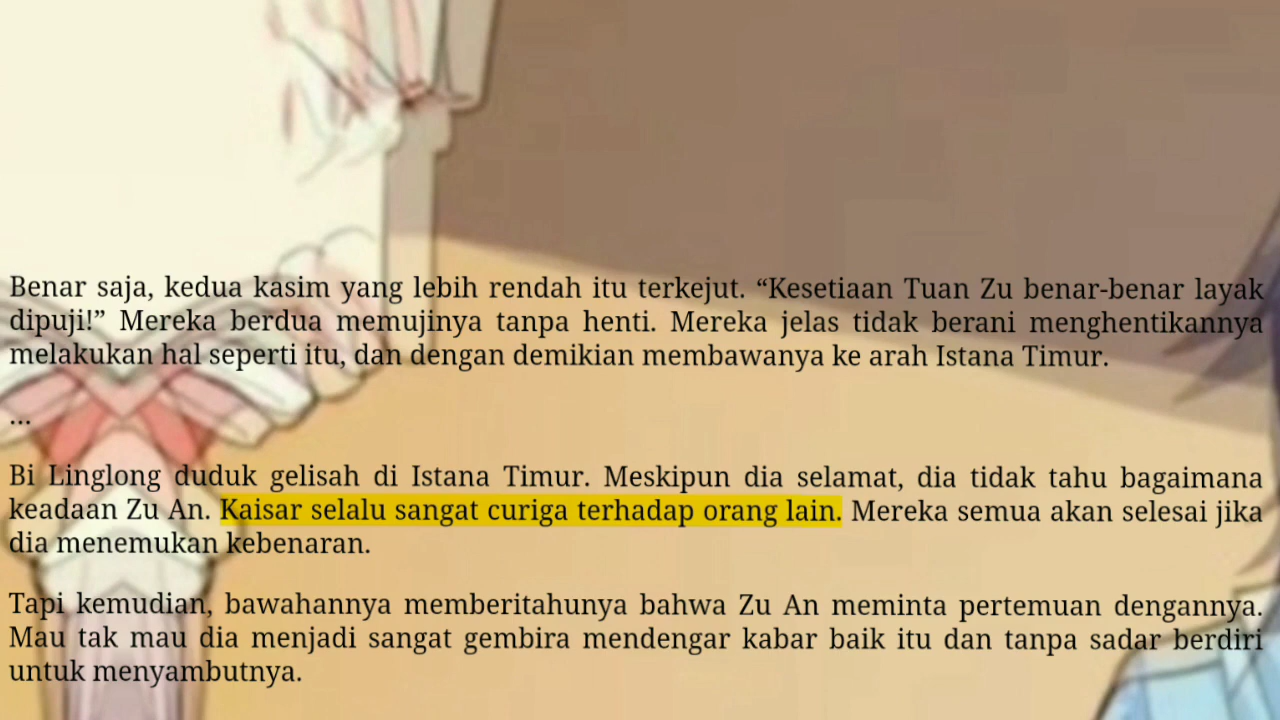 Benar saja, kedua kasim yang lebih rendah itu terkejut. “Kesetiaan Tuan Zu benar-benar layak
dipuji!” Mereka berdua memujinya tanpa henti. Mereka jelas tidak berani menghentikannya
melakukan hal seperti itu, dan dengan demikian membawanya ke arah Istana Timur.
...
Bi Linglong duduk gelisah di Istana Timur. Meskipun dia selamat, dia tidak tahu bagaimana
keadaan Zu An. Kaisar selalu sangat curiga terhadap orang lain. Mereka semua akan selesai jika
dia menemukan kebenaran.
Tapi kemudian, bawahannya memberitahunya bahwa Zu An meminta pertemuan dengannya.
Mau tak mau dia menjadi sangat gembira mendengar kabar baik itu dan tanpa sadar berdiri
untuk menyambutnya.